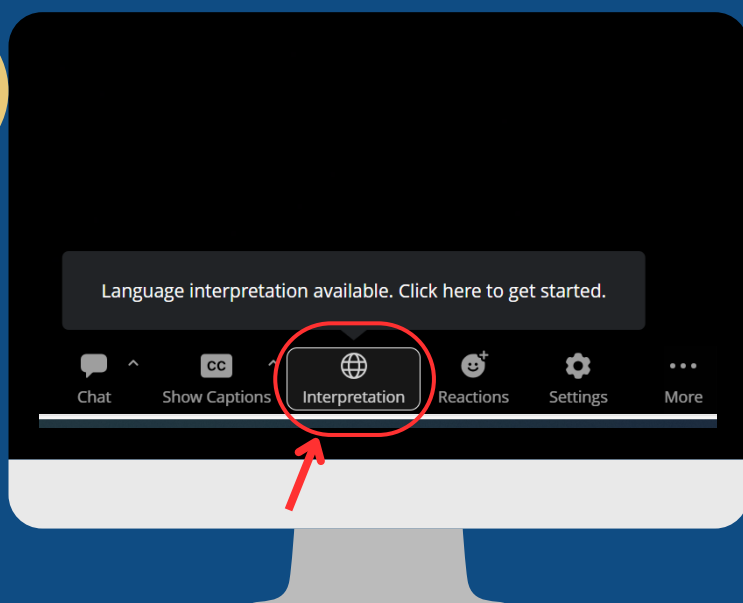 Language interpretation available. Click here to get started.
CC
Chat Show Captions Interpretation Reactions Settings More